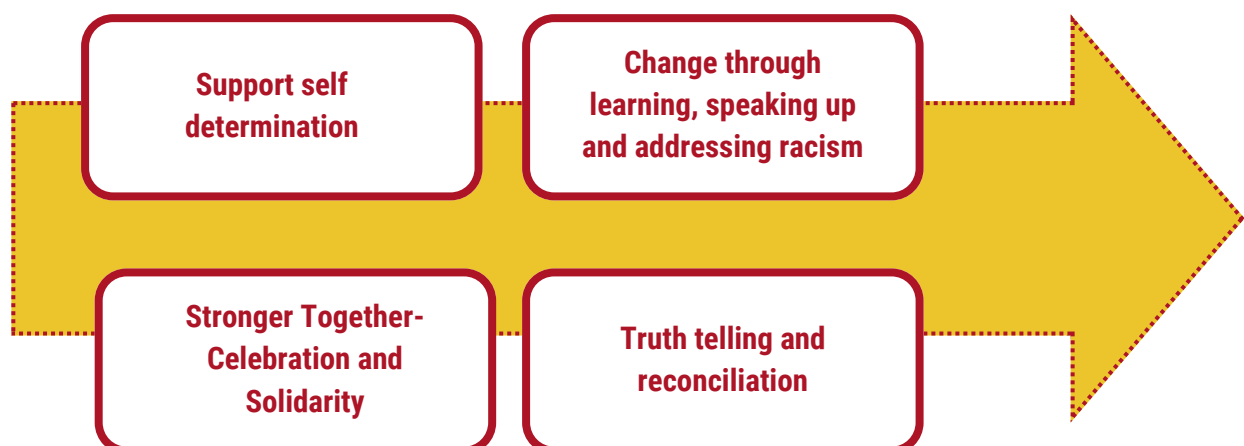 Support self
determination
Change through
learning, speaking up
and addressing racism
Stronger Together-
Celebration and
Solidarity
Truth telling and
reconciliation